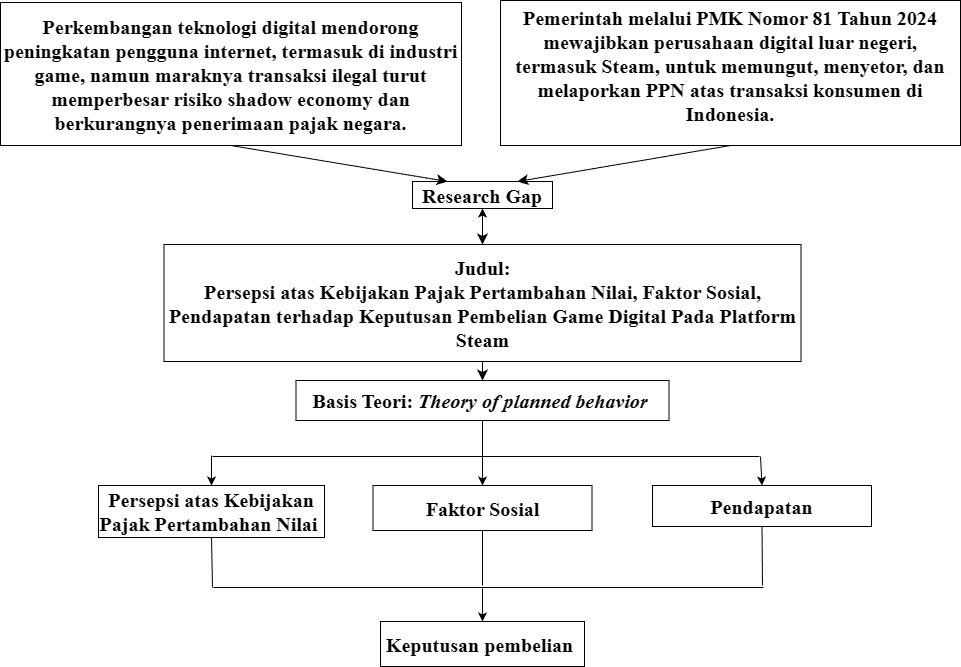 Perkembangan teknologi digital mendorong
peningkatan pengguna internet, termasuk di industri
game, namun maraknya transaksi ilegal turut
memperbesar risiko shadow economy dan
berkurangnya penerimaan pajak negara.
Pemerintah melalui PMK Nomor 81 Tahun 2024
mewajibkan perusahaan digital luar negeri,
termasuk Steam, untuk memungut, menyetor, dan
melaporkan PPN atas transaksi konsumen di
Indonesia.
Research Gap
Judul:
Persepsi atas Kebijakan Pajak Pertambahan Nilai, Faktor Sosial,
Pendapatan terhadap Keputusan Pembelian Game Digital Pada Platform
Steam
Basis Teori: Theory of planned behavior
Persepsi atas Kebijakan
Pajak Pertambahan Nilai
Faktor Sosial
Pendapatan
Keputusan pembelian